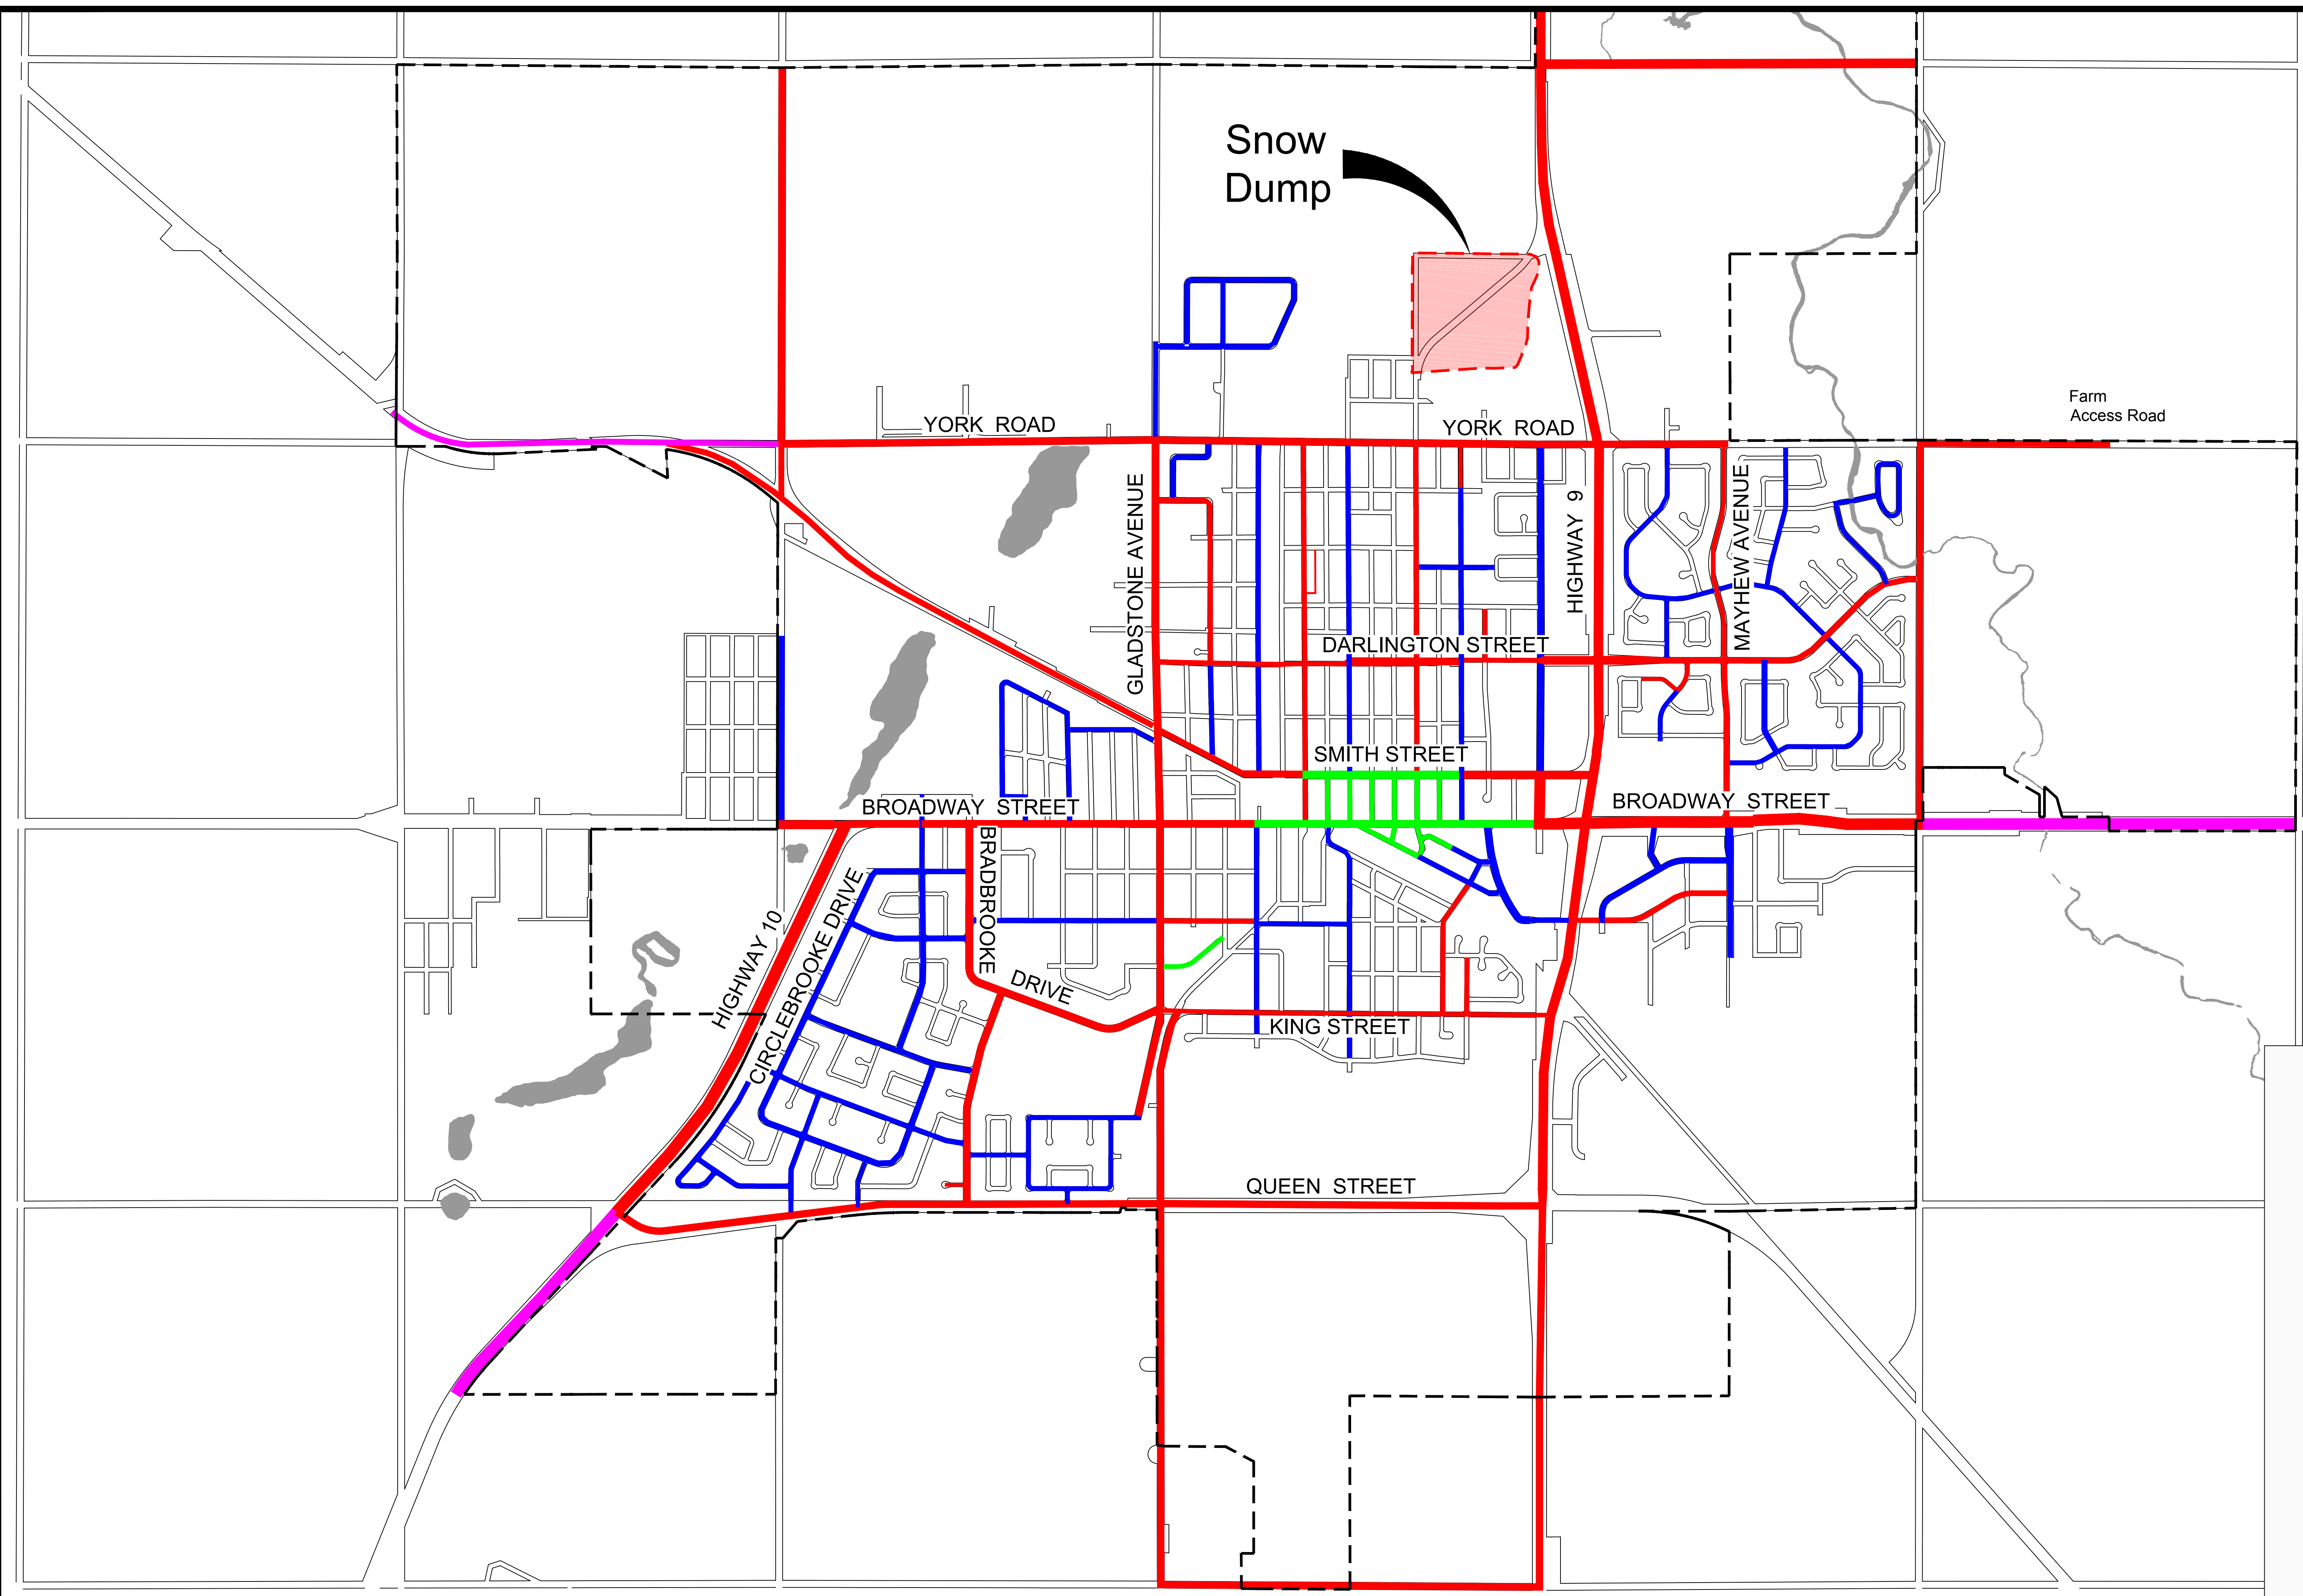 Snow
Dump
Farm
Access Road
YORK ROAD
YORK ROAD
GLADSTONE AVENUE
HIGHWAY 9
MAYHEW AVENUE
DARLINGTON STREET
SMITH STREET
BROADWAY STREET
BROADWAY STREET
BRADBROOKE
DRIVE
HIGHWAY 10
CIRCLEBROOKE DRIVE
KING STREET
QUEEN STREET